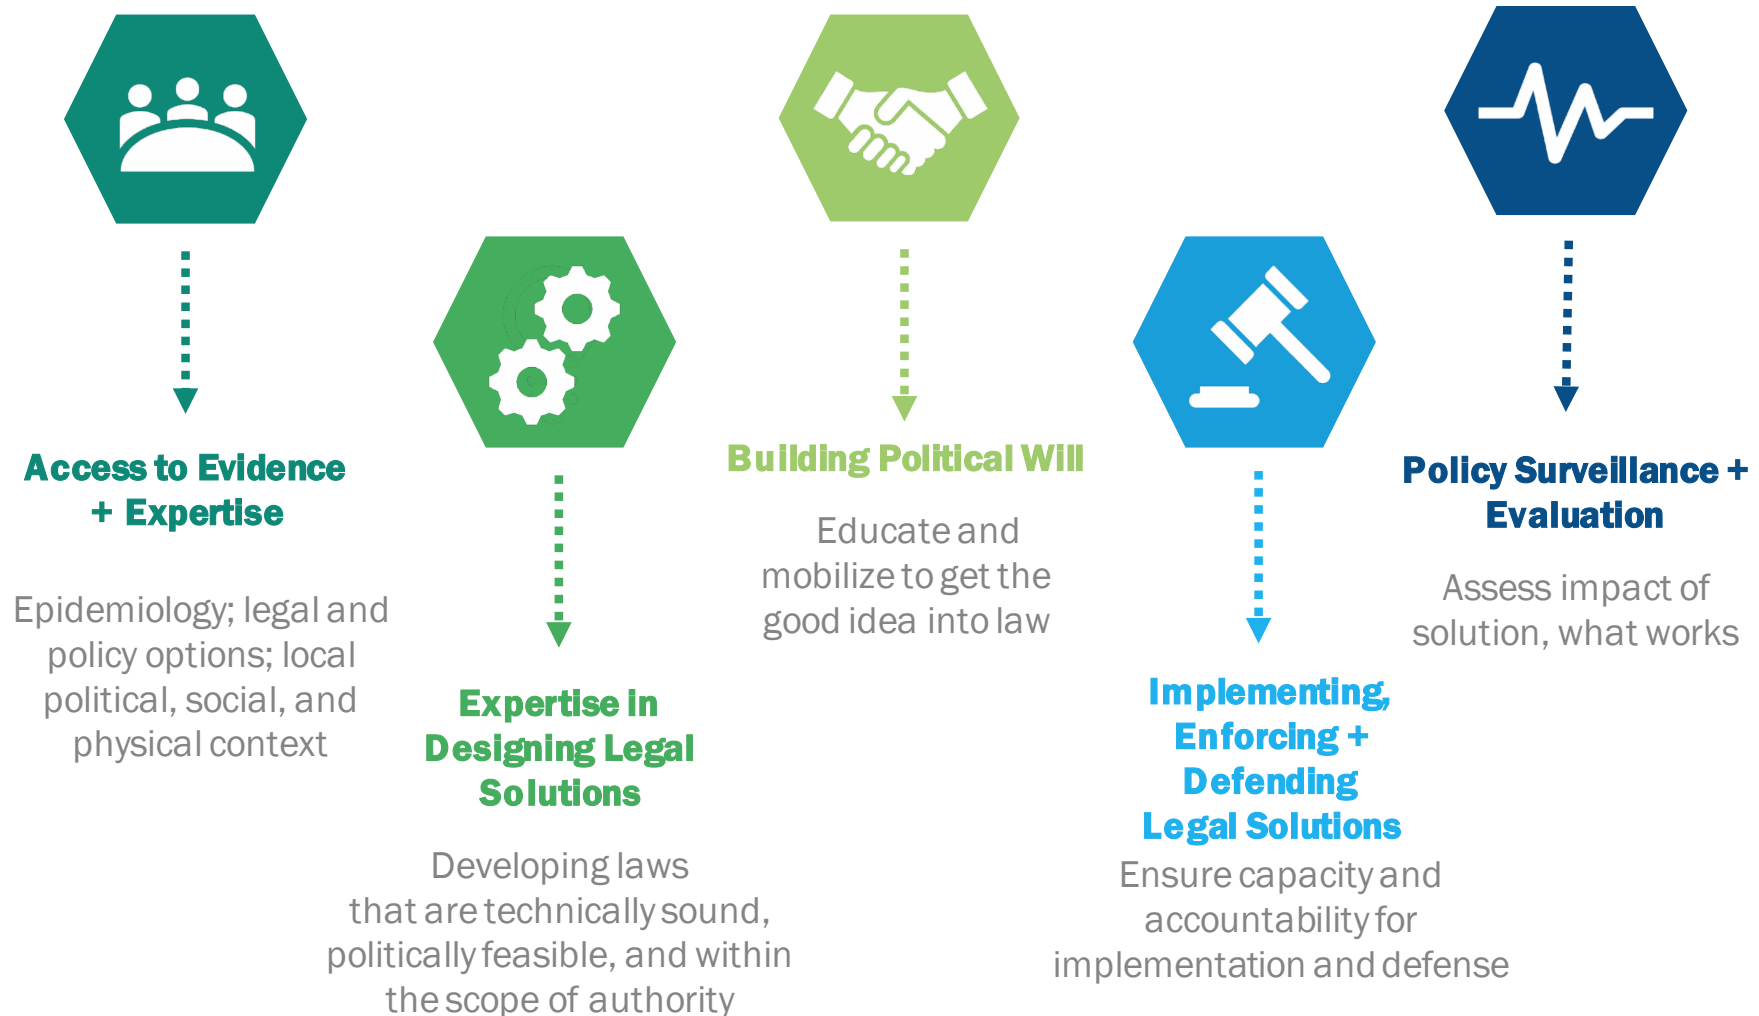 Access to Evidence
+ Expertise
Epidemiology; legal and
policy options; local
political, social, and
physical context
Expertise in
Designing Legal
Solutions
Developing laws
that are technically sound,
politically feasible, and within
the scope of authority
Building Political Will
Educate and
mobilize to get the
good idea into law
Implementing,
Enforcing +
Defending
Legal Solutions
Ensure capacity and
accountability for
implementation and defense
Policy Surveillance +
Evaluation
Assess impact of
solution, what works